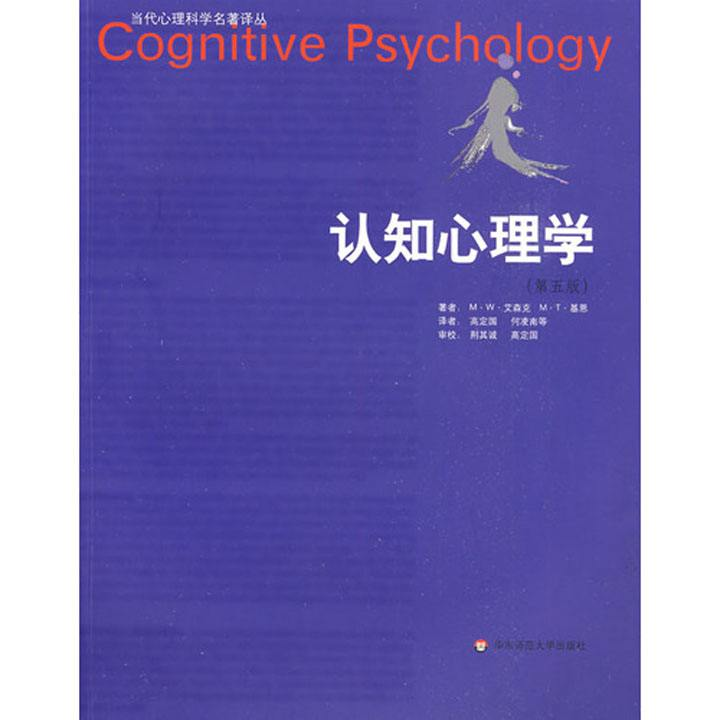 当代心理科学名著译丛
Cognitive Psychology
认知心理学
(第五版)
著者: M·W·艾森克 M·T·基恩
译者: 高定国 何凌南等
审校: 荆其诚 高定国
华东师范大学出版社